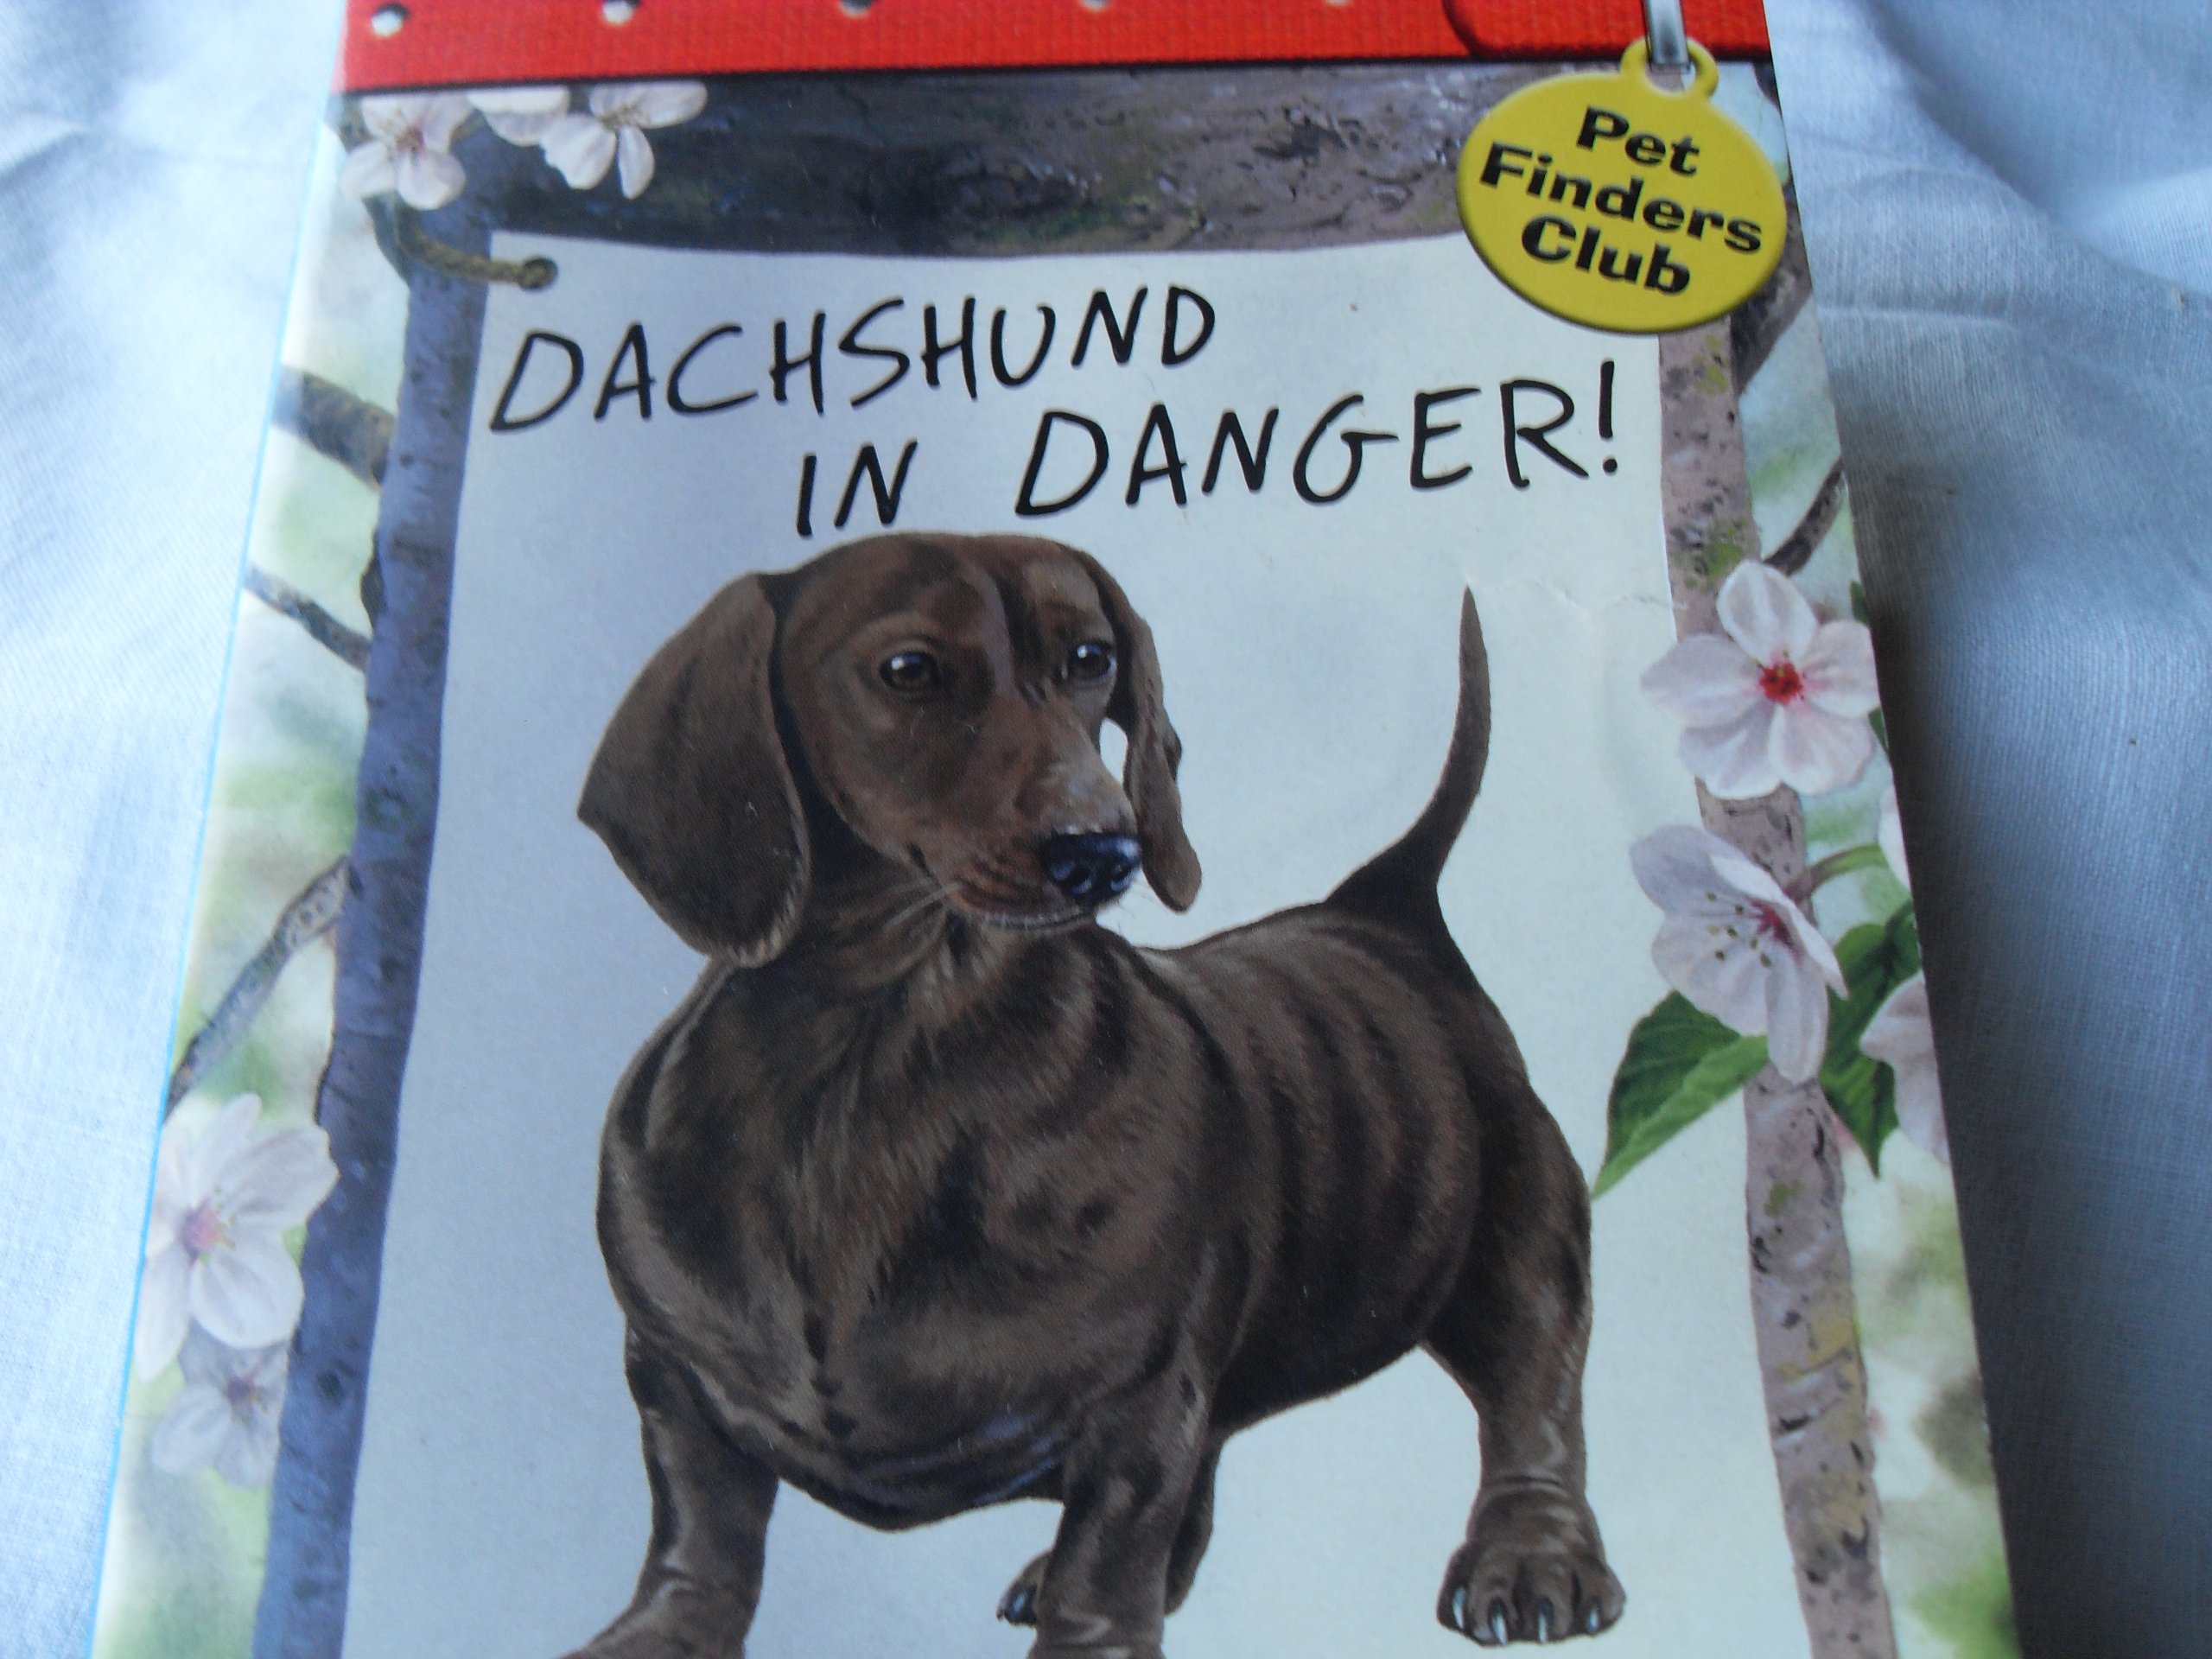 Pet
Finders
Club
DACHSHUND
IN DANGER!